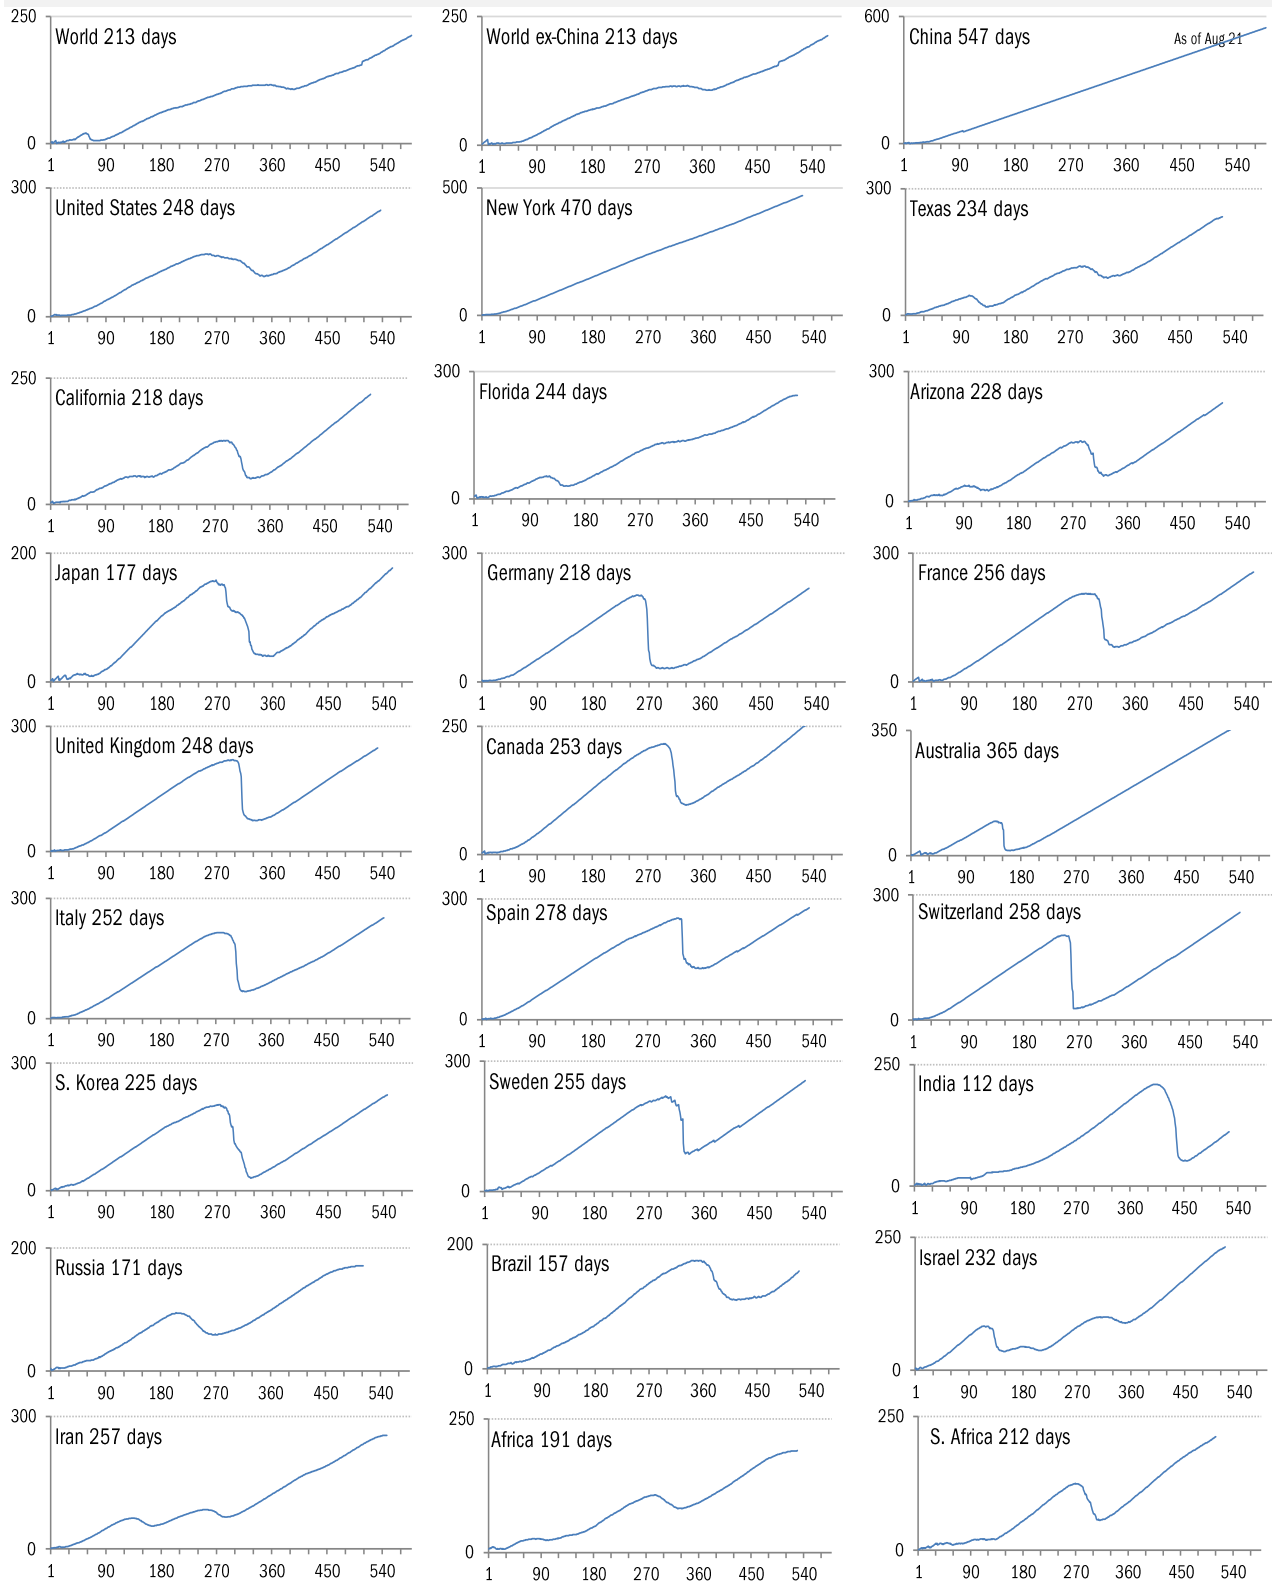 250 250 600
World 213 days World ex-China 213 days China 547 days
As of Aug 21
0 0 0
1 90 180 270 360 450 540 1 90 180 270 360 450 540 1 90 180 270 360 450 540
300 500 300
United States 248 days New York 470 days Texas 234 days
0 0 0
1 90 180 270 360 450 540 1 90 180 270 360 450 540 1 90 180 270 360 450 540
250 300 300
California 218 days Florida 244 days Arizona 228 days
0 0 0
1 90 180 270 360 450 540 1 90 180 270 360 450 540 1 90 180 270 360 450 540
200 300 300
Japan 177 days Germany 218 days France 256 days
0 0 0
1 90 180 270 360 450 540 1 90 180 270 360 450 540 1 90 180 270 360 450 540
300 250 350
United Kingdom 248 days Canada 253 days Australia 365 days
0 0 0
1 90 180 270 360 450 540 1 90 180 270 360 450 540 1 90 180 270 360 450 540
300 300 300
Italy 252 days Spain 278 days Switzerland 258 days
0 0 0
1 90 180 270 360 450 540 1 90 180 270 360 450 540 1 90 180 270 360 450 540
300 300 250
S. Korea 225 days Sweden 255 days India 112 days
0 0 0
1 90 180 270 360 450 540 1 90 180 270 360 450 540 1 90 180 270 360 450 540
200 200 250
Russia 171 days Brazil 157 days Israel 232 days
0 0 0
1 90 180 270 360 450 540 1 90 180 270 360 450 540 1 90 180 270 360 450 540
300 250 250
Iran 257 days Africa 191 days S. Africa 212 days
0 0 0
1 90 180 270 360 450 540 1 90 180 270 360 450 540 1 90 180 270 360 450 540